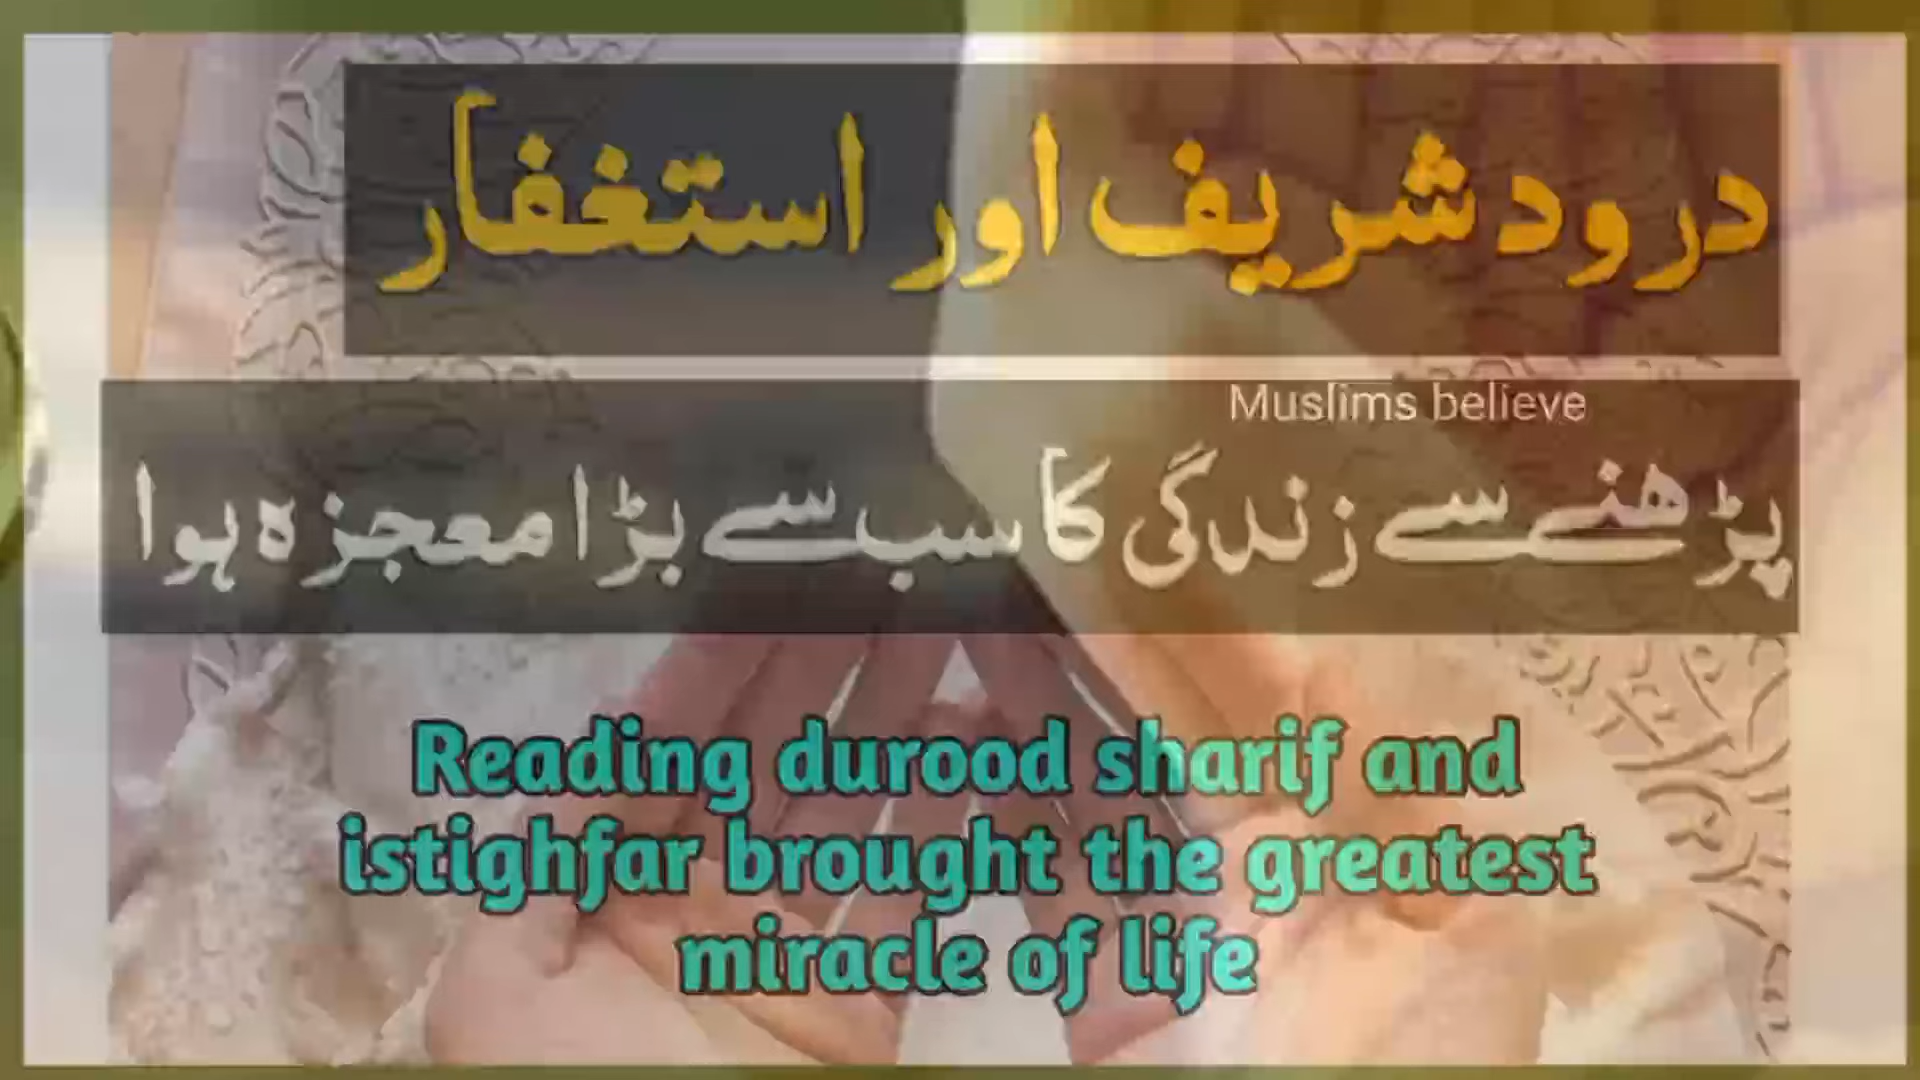 درود شریف اور استغفار
Muslims believe
پڑھنے سے زندگی کا سب سے بڑا معجزہ ہوا
Reading durood sharif and
istighfar brought the greatest
miracle of life